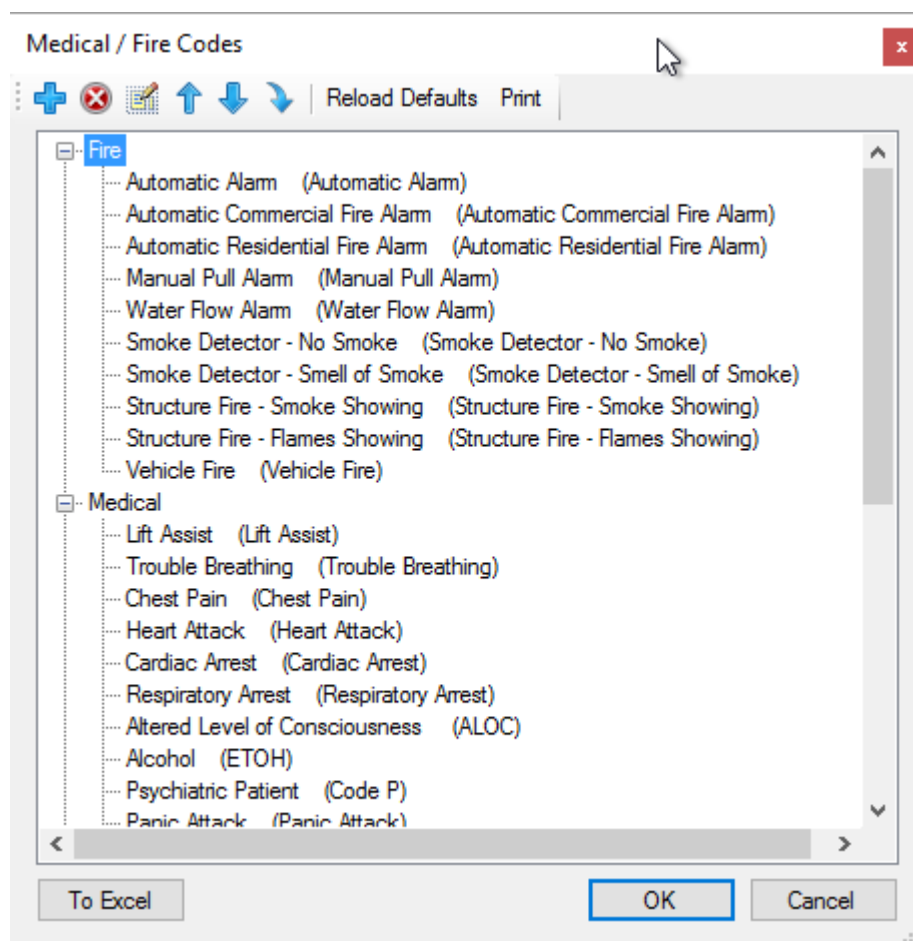 Medical / Fire Codes
x
Reload Defaults Print
Fire
Automatic Alarm (Automatic Alarm)
Automatic Commercial Fire Alarm (Automatic Commercial Fire Alarm)
Automatic Residential Fire Alarm (Automatic Residential Fire Alarm)
Manual Pull Alarm (Manual Pull Alarm)
Water Flow Alarm (Water Flow Alarm)
Smoke Detector - No Smoke (Smoke Detector - No Smoke)
Smoke Detector - Smell of Smoke (Smoke Detector - Smell of Smoke)
Structure Fire - Smoke Showing (Structure Fire - Smoke Showing)
Structure Fire - Flames Showing (Structure Fire - Flames Showing)
Vehicle Fire (Vehicle Fire)
Medical
Lift Assist (Lift Assist)
Trouble Breathing (Trouble Breathing)
Chest Pain (Chest Pain)
Heart Attack (Heart Attack)
Cardiac Arrest (Cardiac Arrest)
Respiratory Arrest (Respiratory Arrest)
Altered Level of Consciousness (ALOC)
Alcohol (ETOH)
Psychiatric Patient (Code P)
Panic Attack (Panic Attack)
To Excel OK Cancel